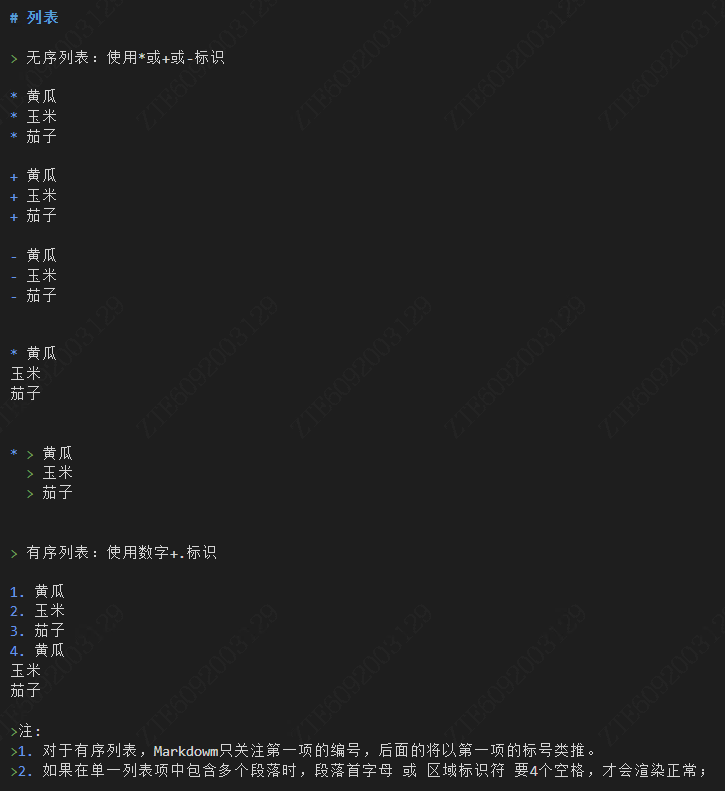 # 列表
> 无序列表：使用*或+或-标识
* 黄瓜
* 玉米
* 茄子
+ 黄瓜
+ 玉米
+ 茄子
- 黄瓜
- 玉米
- 茄子
* 黄瓜
玉米
茄子
* > 黄瓜
> 玉米
> 茄子
> 有序列表：使用数字+.标识
1. 黄瓜
2. 玉米
3. 茄子
4. 黄瓜
玉米
茄子
>注：
>1. 对于有序列表，Markdowm只关注第一项的编号，后面的将以第一项的标号类推。
>2. 如果在单一列表项中包含多个段落时，段落首字母 或 区域标识符 要4个空格，才会渲染正常；